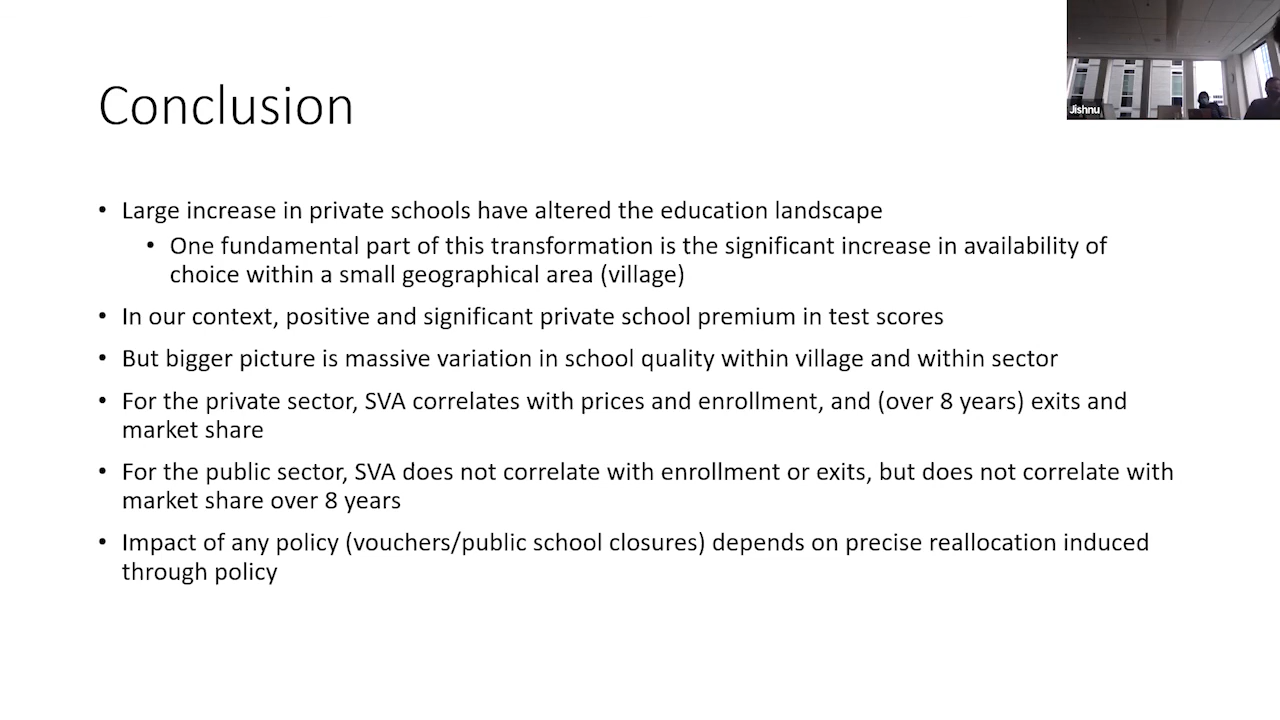 Jishnu
Conclusion
• Large increase in private schools have altered the education landscape
• One fundamental part of this transformation is the significant increase in availability of
choice within a small geographical area (village)
• In our context, positive and significant private school premium in test scores
• But bigger picture is massive variation in school quality within village and within sector
• For the private sector, SVA correlates with prices and enrollment, and (over 8 years) exits and
market share
• For the public sector, SVA does not correlate with enrollment or exits, but does not correlate with
market share over 8 years
• Impact of any policy (vouchers/public school closures) depends on precise reallocation induced
through policy